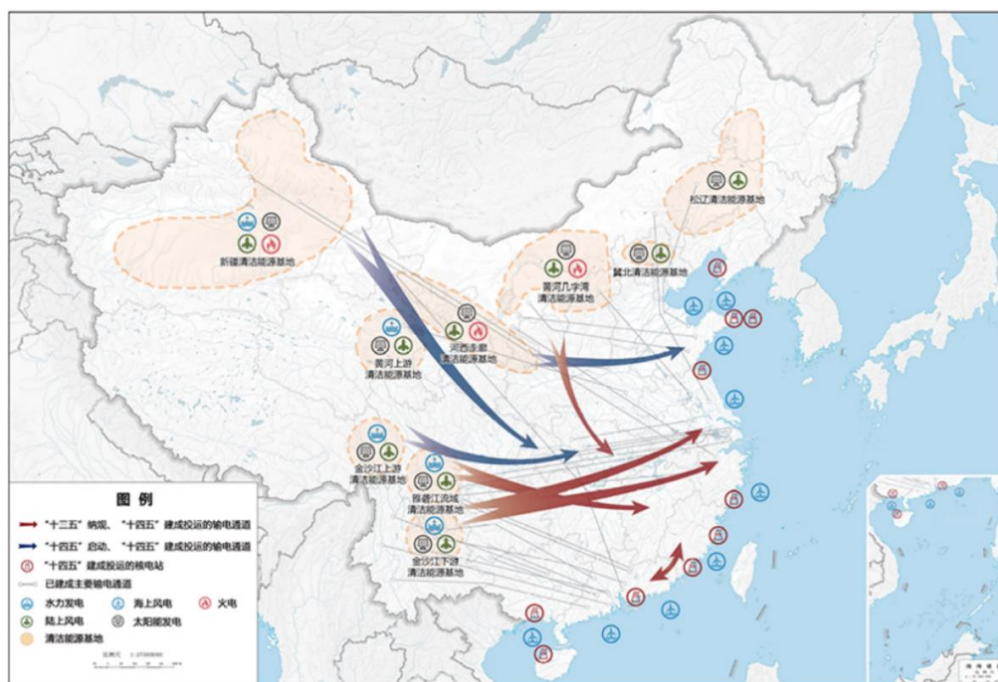 新疆清洁能源基地
松辽清洁能源基地
冀北清洁能源基地
黄河几字湾
清洁能源基地
河西走廊
清洁能源基地
黄河上游
清洁能源基地
金沙江上游
清洁能源基地
雅砻江流域
清洁能源基地
金沙江下游
清洁能源基地
图 例
“十三五”纳规、“十四五”建成投运的输电通道
“十四五”启动、“十四五”建成投运的输电通道
“十四五”建成投运的核电站
已建成主要输电通道
水力发电 海上风电 火电
陆上风电 太阳能发电
清洁能源基地